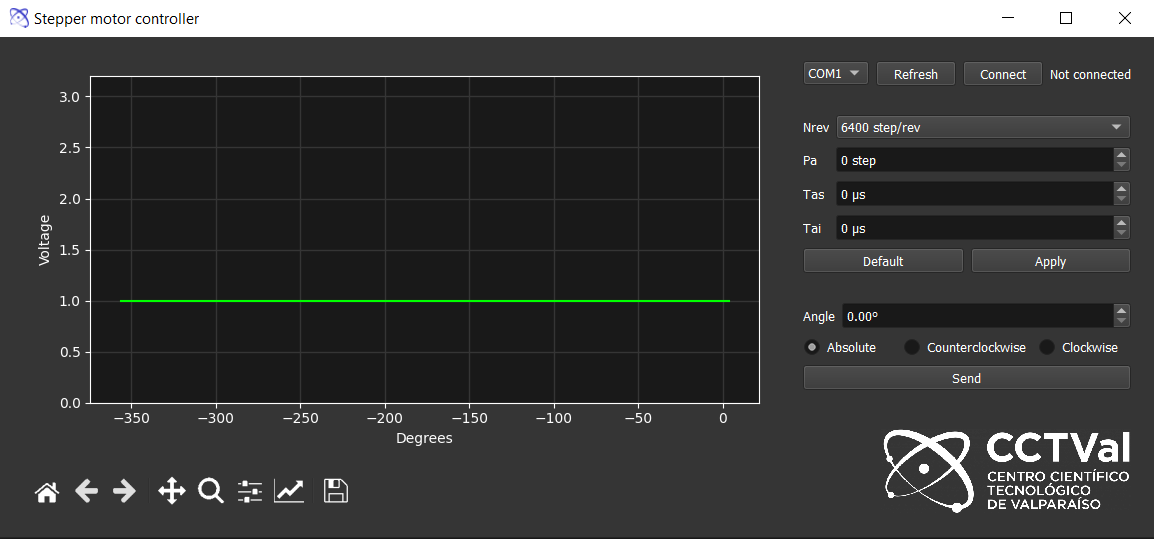 Stepper motor controller
COM1 Refresh Connect Not connected
Nrev 6400 step/rev
Pa 0 step
Tas 0 µs
Tai 0 µs
Default Apply
Angle 0.00º
Absolute Counterclockwise Clockwise
Send
3.0
2.5
2.0
1.5
1.0
0.5
0.0
Voltage
−350 −300 −250 −200 −150 −100 −50 0
Degrees
CCTVal
CENTRO CIENTÍFICO
TECNOLÓGICO
DE VALPARAÍSO